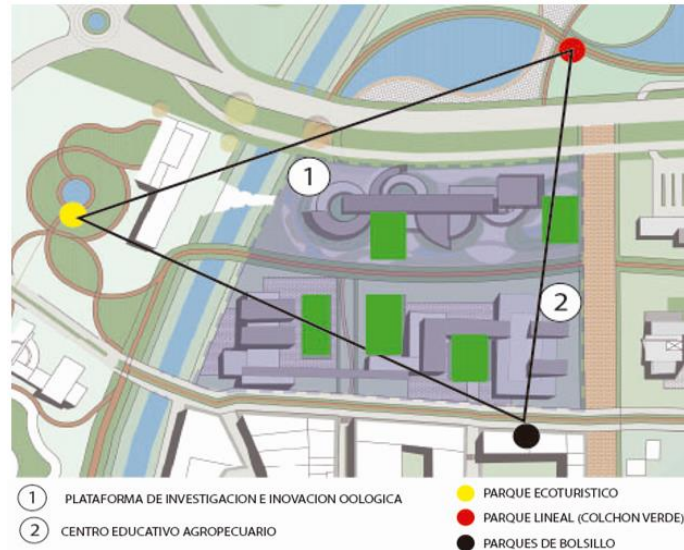 1
2
1 PLATAFORMA DE INVESTIGACION E INOVACION OOLOGICA
2 CENTRO EDUCATIVO AGROPECUARIO
PARQUE ECOTURISTICO
PARQUE LINEAL (COLCHON VERDE)
PARQUES DE BOLSILLO